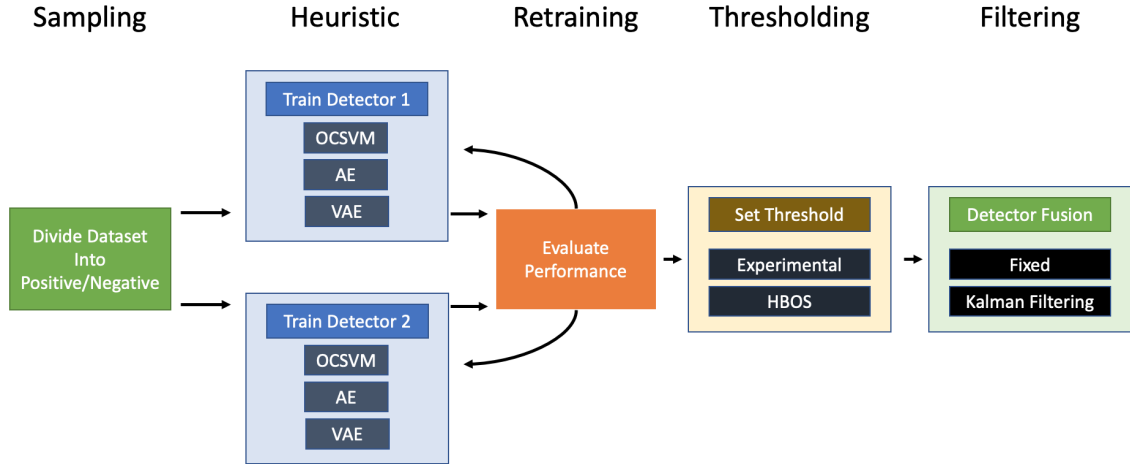 Sampling
Heuristic
Retraining
Thresholding
Filtering
Divide Dataset
Into
Positive/Negative
Train Detector 1
OCSVM
AE
VAE
Train Detector 2
OCSVM
AE
VAE
Evaluate
Performance
Set Threshold
Experimental
HBOS
Detector Fusion
Fixed
Kalman Filtering